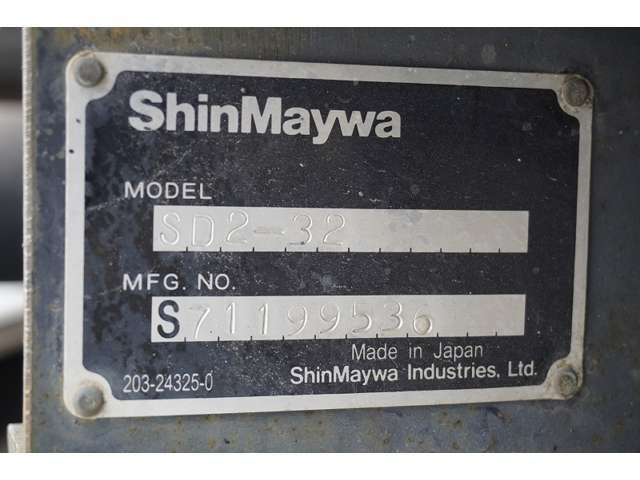 ShinMaywa
MODEL
SD2-32
MFG. NO.
S71199536
Made in Japan
203-24325-0 ShinMaywa Industries, Ltd.